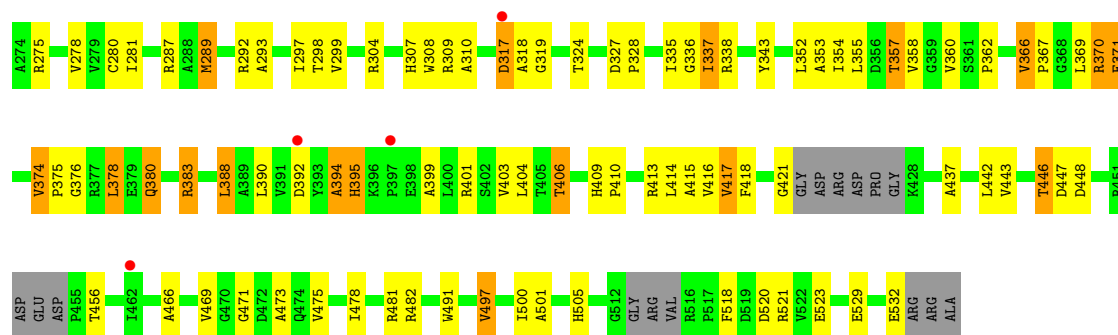 A274 R275 V278 V279 C280 I281 R287 A288 M289 R292 A293 I297 T298 V299 R304 H307 W308 R309 A310 D317 A318 G319 T324 D327 P328 I335 G336 I337 R338 Y343 L352 A353 I354 L355 D356 T357 V358 G359 V360 S361 P362 V366 P367 G368 L369 R370
V374 P375 G376 R377 L378 E379 Q380 R383 L388 A389 L390 V391 D392 Y393 A394 H395 K396 P397 E398 A399 L400 R401 S402 V403 L404 T405 T406 H409 P410 R413 L414 A415 V416 V417 F418 G421 GLY ASP ARG ASP PRO GLY K428 A437 L442 V443 T446 D447 D448
ASP GLU ASP P455 T456 I462 A466 V469 G470 G471 D472 A473 Q474 V475 I478 R481 R482 W491 V497 I500 A501 H505 G512 GLY ARG VAL R516 P517 F518 D519 D520 R521 V522 E523 E529 E532 ARG ARG ALA